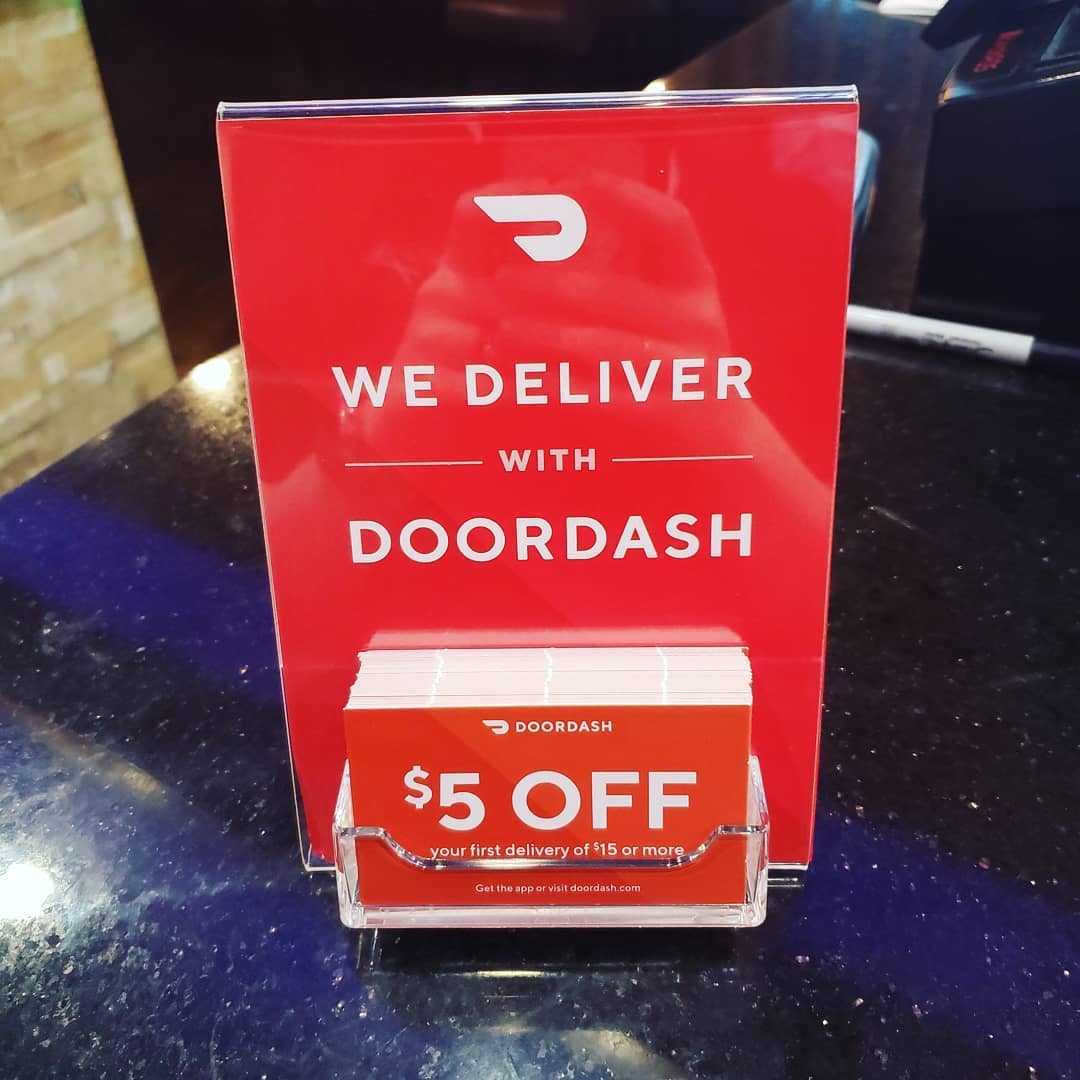 WE DELIVER
WITH
DOORDASH
DOORDASH
$5 OFF
your first delivery of $15 or more
Get the app or visit doordash.com